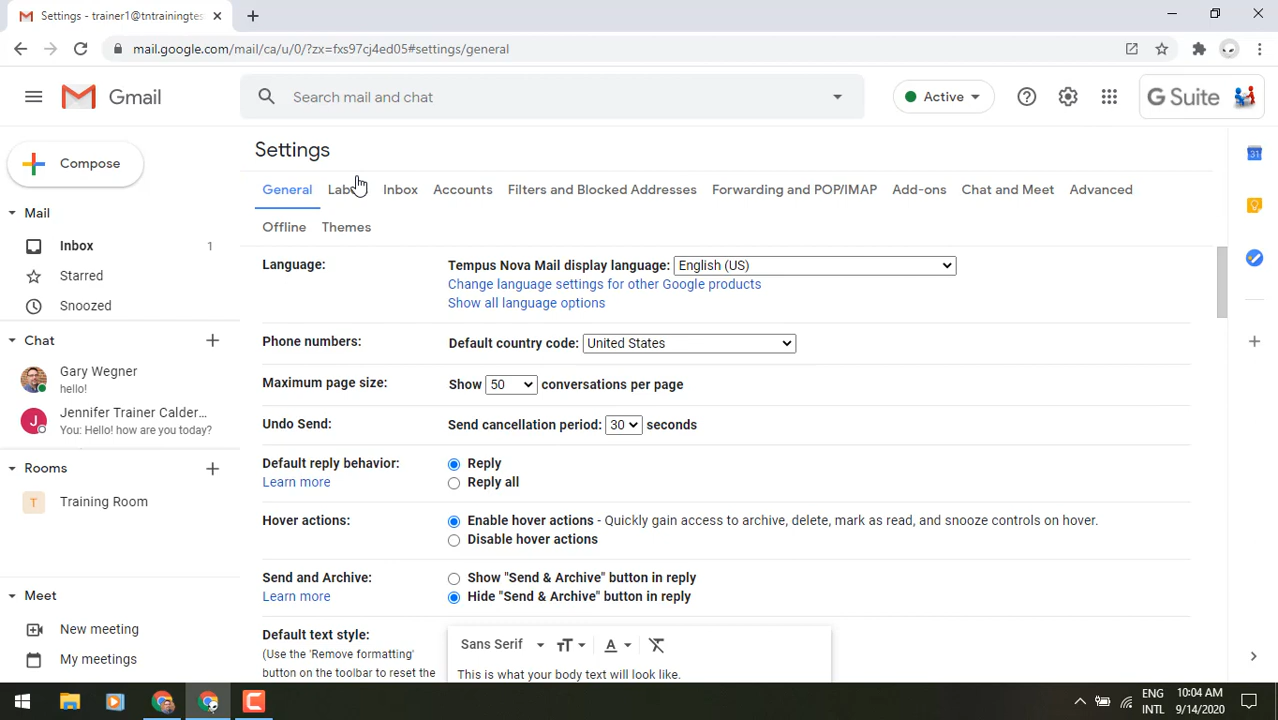 Settings - trainer1@tntrainingtes
mail.google.com/mail/ca/u/0/?zx=fxs97cj4ed05#settings/general
Gmail
Search mail and chat
Active
G Suite
Compose
Mail
Inbox 1
Starred
Snoozed
Chat
Gary Wegner
hello!
J
Jennifer Trainer Calder...
You: Hello! how are you today?
Rooms
T
Training Room
Meet
New meeting
My meetings
Settings
General Inbox Accounts Filters and Blocked Addresses Forwarding and POP/IMAP Add-ons Chat and Meet Advanced
Offline Themes
Language: Tempus Nova Mail display language: English (US)
Change language settings for other Google products
Show all language options
Phone numbers: Default country code: United States
Maximum page size: Show 50 conversations per page
Undo Send: Send cancellation period: 30 seconds
Default reply behavior: Reply
Learn more Reply all
Hover actions: Enable hover actions - Quickly gain access to archive, delete, mark as read, and snooze controls on hover.
Disable hover actions
Send and Archive: Show "Send & Archive" button in reply
Learn more Hide "Send & Archive" button in reply
Default text style: Sans Serif
(Use the 'Remove formatting'
button on the toolbar to reset the
This is what your body text will look like.
31
ENG
INTL
10:04 AM
9/14/2020